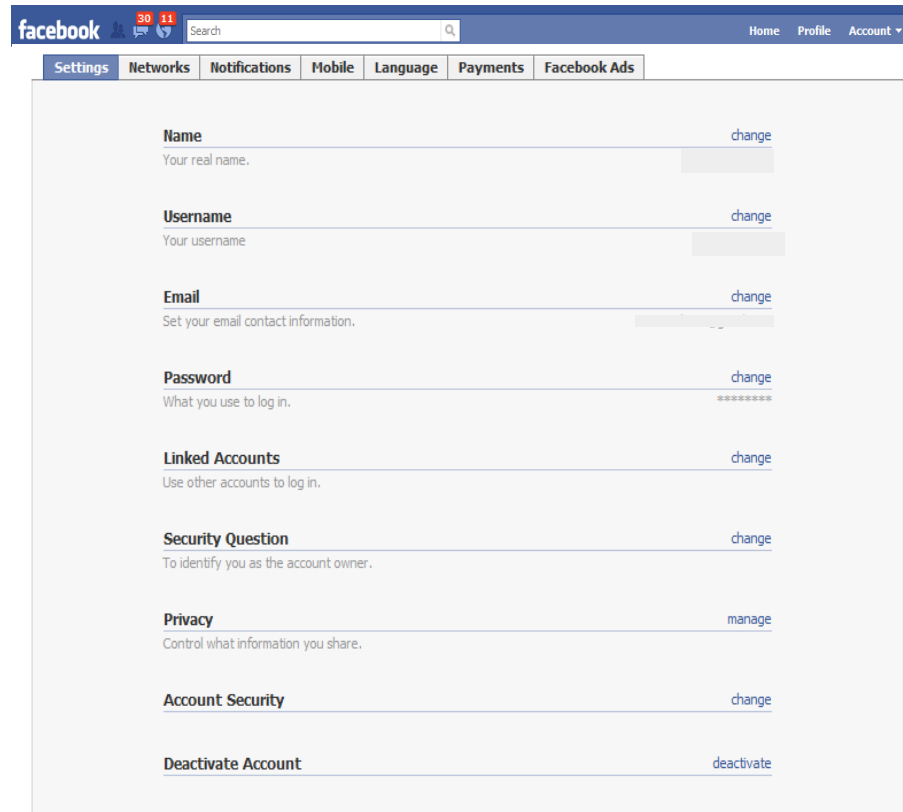 facebook 30 11 Search Home Profile Account
Settings Networks Notifications Mobile Language Payments Facebook Ads
Name change
Your real name.
Username change
Your username
Email change
Set your email contact information.
Password change
What you use to log in. ********
Linked Accounts change
Use other accounts to log in.
Security Question change
To identify you as the account owner.
Privacy manage
Control what information you share.
Account Security change
Deactivate Account deactivate